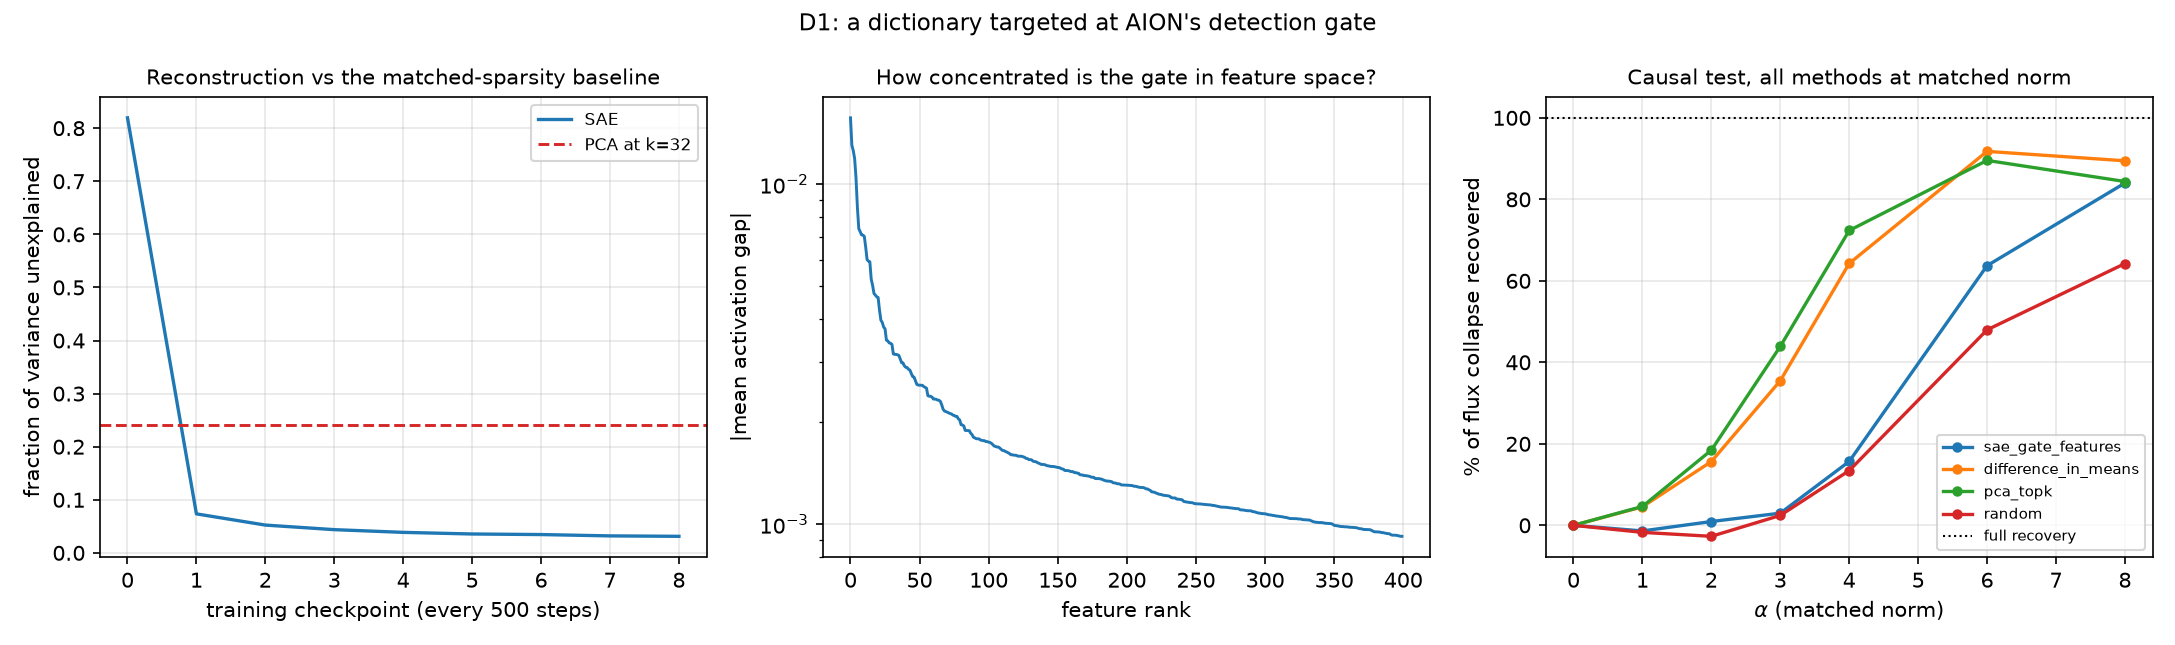 D1: a dictionary targeted at AION's detection gate
Reconstruction vs the matched-sparsity baseline
fraction of variance unexplained
0.8
0.7
0.6
0.5
0.4
0.3
0.2
0.1
0.0
SAE
PCA at k=32
0 1 2 3 4 5 6 7 8
training checkpoint (every 500 steps)
How concentrated is the gate in feature space?
|mean activation gap|
10⁻²
10⁻³
0 50 100 150 200 250 300 350 400
feature rank
Causal test, all methods at matched norm
% of flux collapse recovered
100
80
60
40
20
0
sae_gate_features
difference_in_means
pca_topk
random
full recovery
0 1 2 3 4 5 6 7 8
α (matched norm)